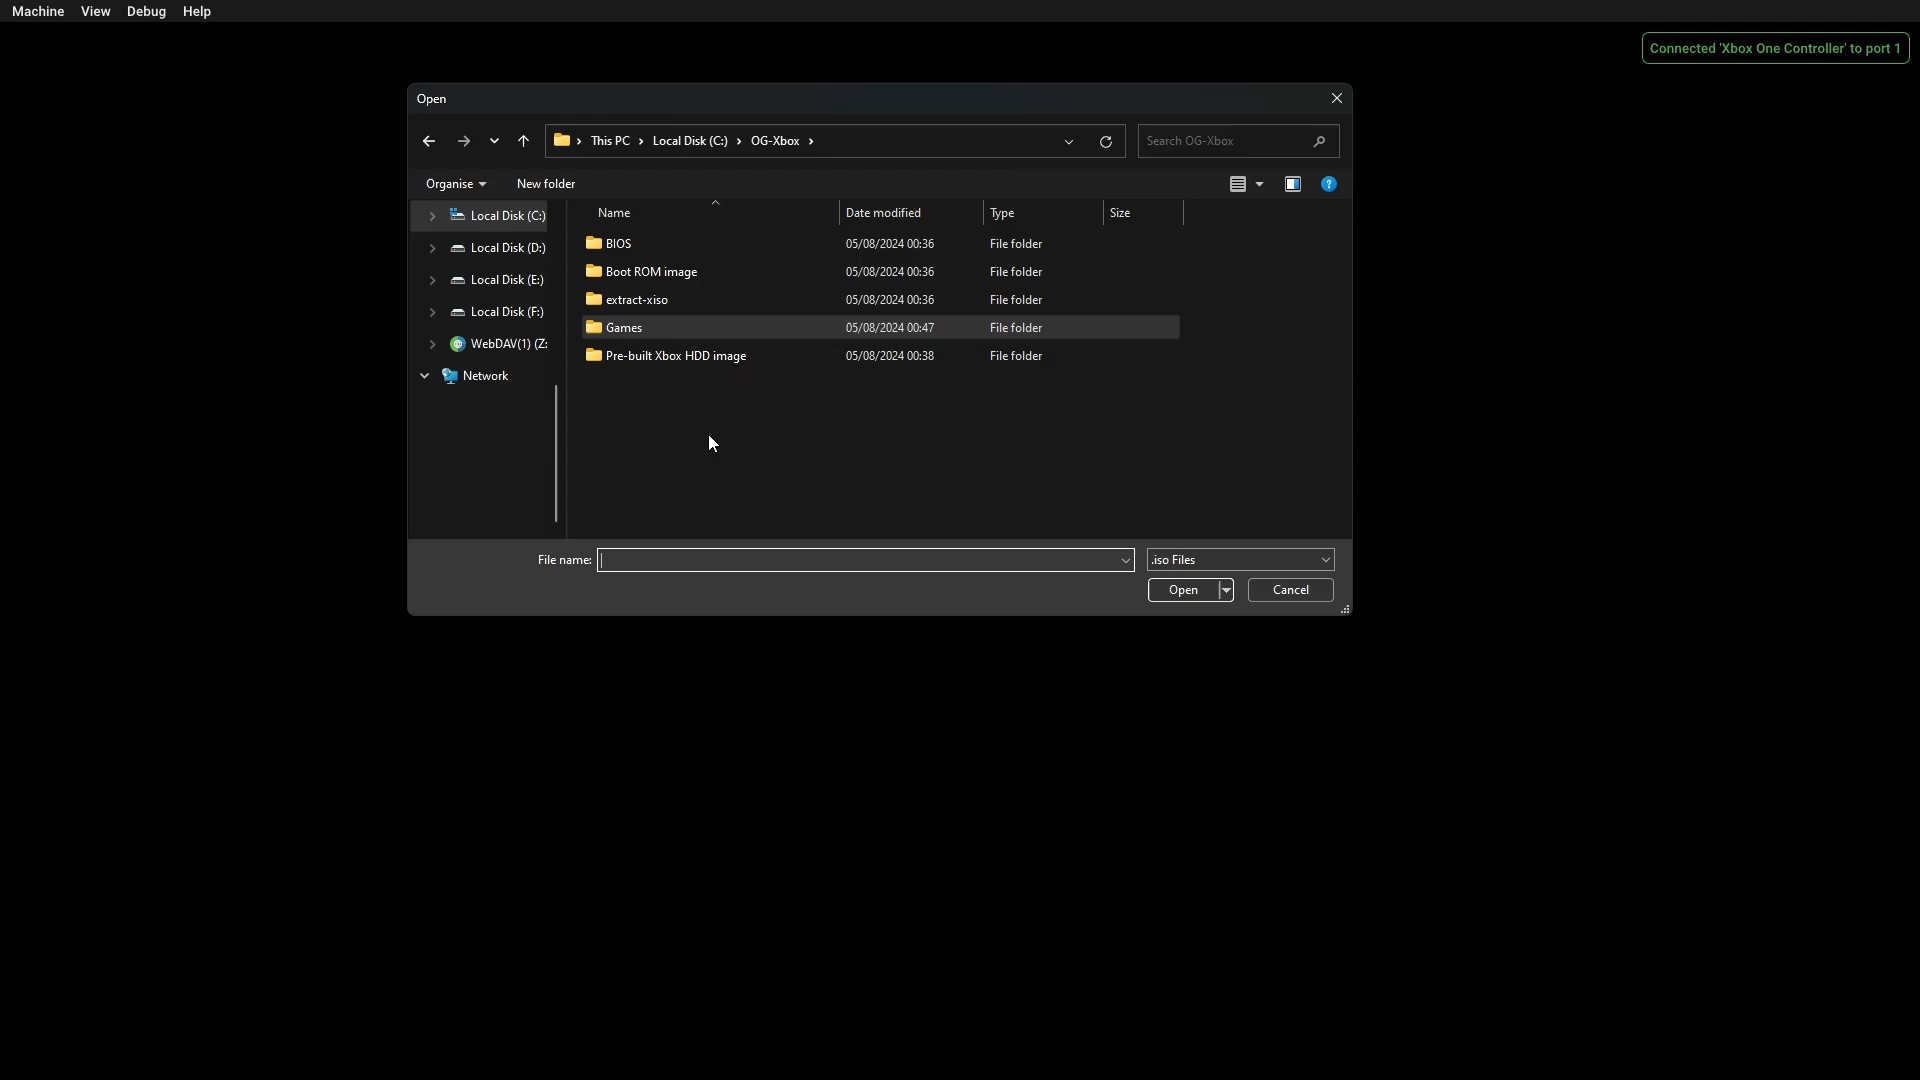 Machine View Debug Help
Connected 'Xbox One Controller' to port 1
Open
This PC > Local Disk (C:) > OG-Xbox >
Search OG-Xbox
Organise New folder
Name Date modified Type Size
Local Disk (C:)
Local Disk (D:)
Local Disk (E:)
Local Disk (F:)
WebDAV(1) (Z:
Network
BIOS 05/08/2024 00:36 File folder
Boot ROM image 05/08/2024 00:36 File folder
extract-xiso 05/08/2024 00:36 File folder
Games 05/08/2024 00:47 File folder
Pre-built Xbox HDD image 05/08/2024 00:38 File folder
File name: .iso Files
Open Cancel